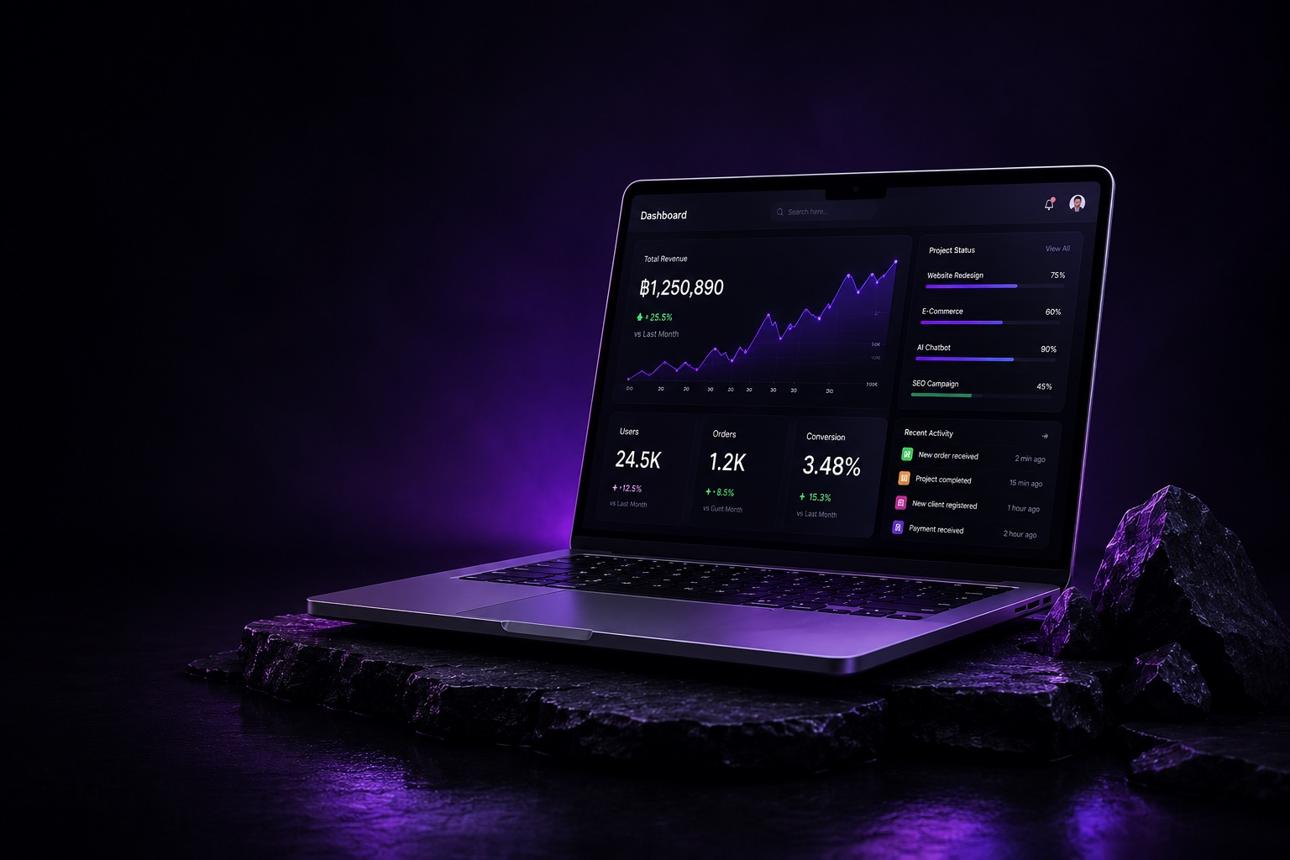 Dashboard
Search here...
Total Revenue
฿1,250,890
25.5%
vs Last Month
Project Status
View All
Website Redesign
75%
E-Commerce
60%
AI Chatbot
90%
SEO Campaign
45%
Users
24.5K
+12.5%
vs Last Month
Orders
1.2K
+ 8.5%
vs Gunt Month
Conversion
3.48%
+ 15.3%
vs Last Month
Recent Activity
New order received
2 min ago
Project completed
15 min ago
New client registered
1 hour ago
Payment received
2 hour ago